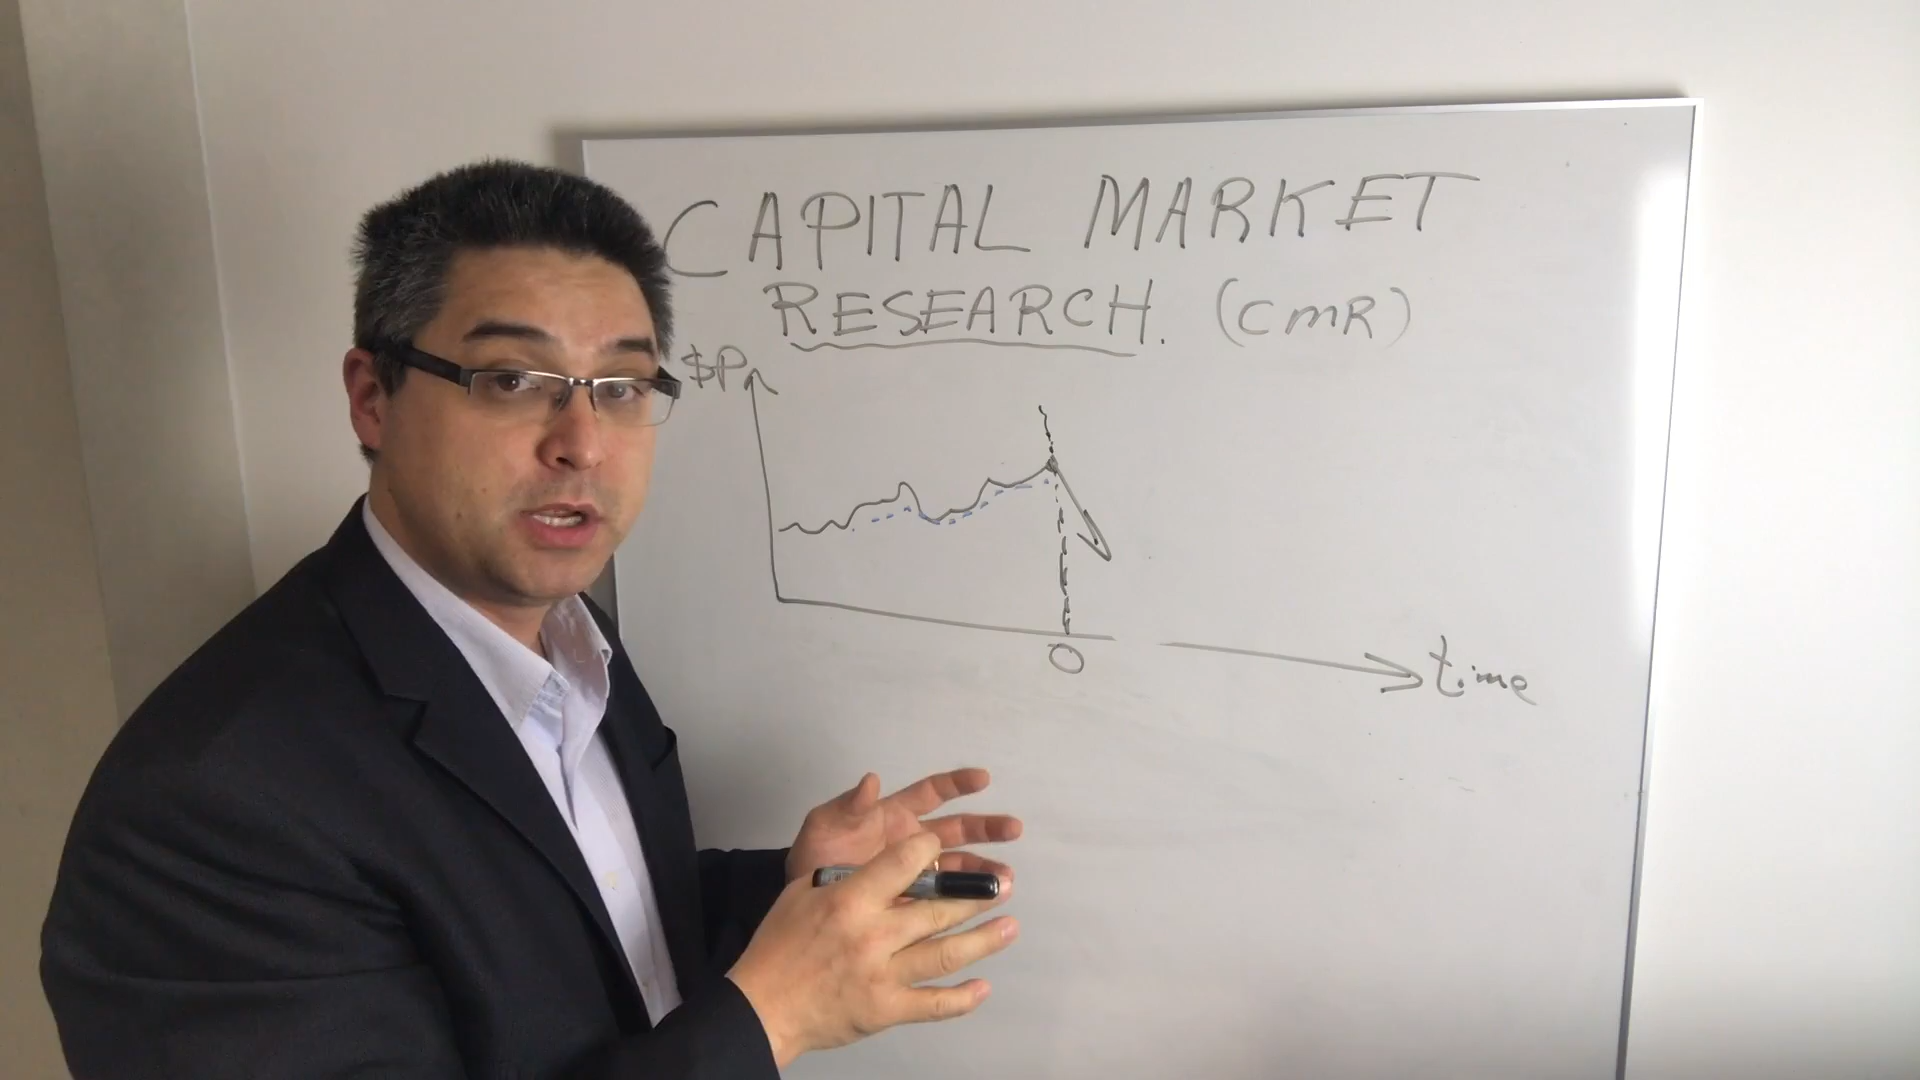 CAPITAL MARKET
RESEARCH. (CMR)
$P
0
time